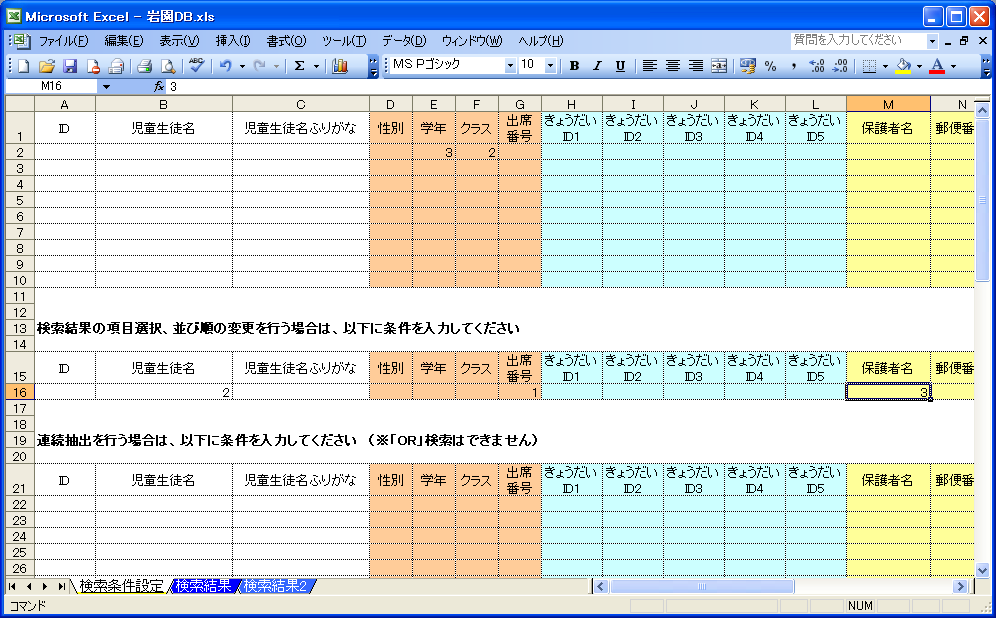 Microsoft Excel - 岩園DB.xls
ファイル(F) 編集(E) 表示(V) 挿入(I) 書式(O) ツール(T) データ(D) ウィンドウ(W) ヘルプ(H) 質問を入力してください
MS Pゴシック 10 B I U
M16 fx 3
A B C D E F G H I J K L M N
1 ID 児童生徒名 児童生徒名ふりがな 性別 学年 クラス 出席番号 きょうだいID1 きょうだいID2 きょうだいID3 きょうだいID4 きょうだいID5 保護者名 郵便番
2 3 2
3
4
5
6
7
8
9
10
11
12
13 検索結果の項目選択、並び順の変更を行う場合は、以下に条件を入力してください
14
15 ID 児童生徒名 児童生徒名ふりがな 性別 学年 クラス 出席番号 きょうだいID1 きょうだいID2 きょうだいID3 きょうだいID4 きょうだいID5 保護者名 郵便番
16 2 1 3
17
18
19 連続抽出を行う場合は、以下に条件を入力してください (※「OR」検索はできません)
20
21 ID 児童生徒名 児童生徒名ふりがな 性別 学年 クラス 出席番号 きょうだいID1 きょうだいID2 きょうだいID3 きょうだいID4 きょうだいID5 保護者名 郵便番
22
23
24
25
26
検索条件設定 検索結果 検索結果2
コマンド NUM